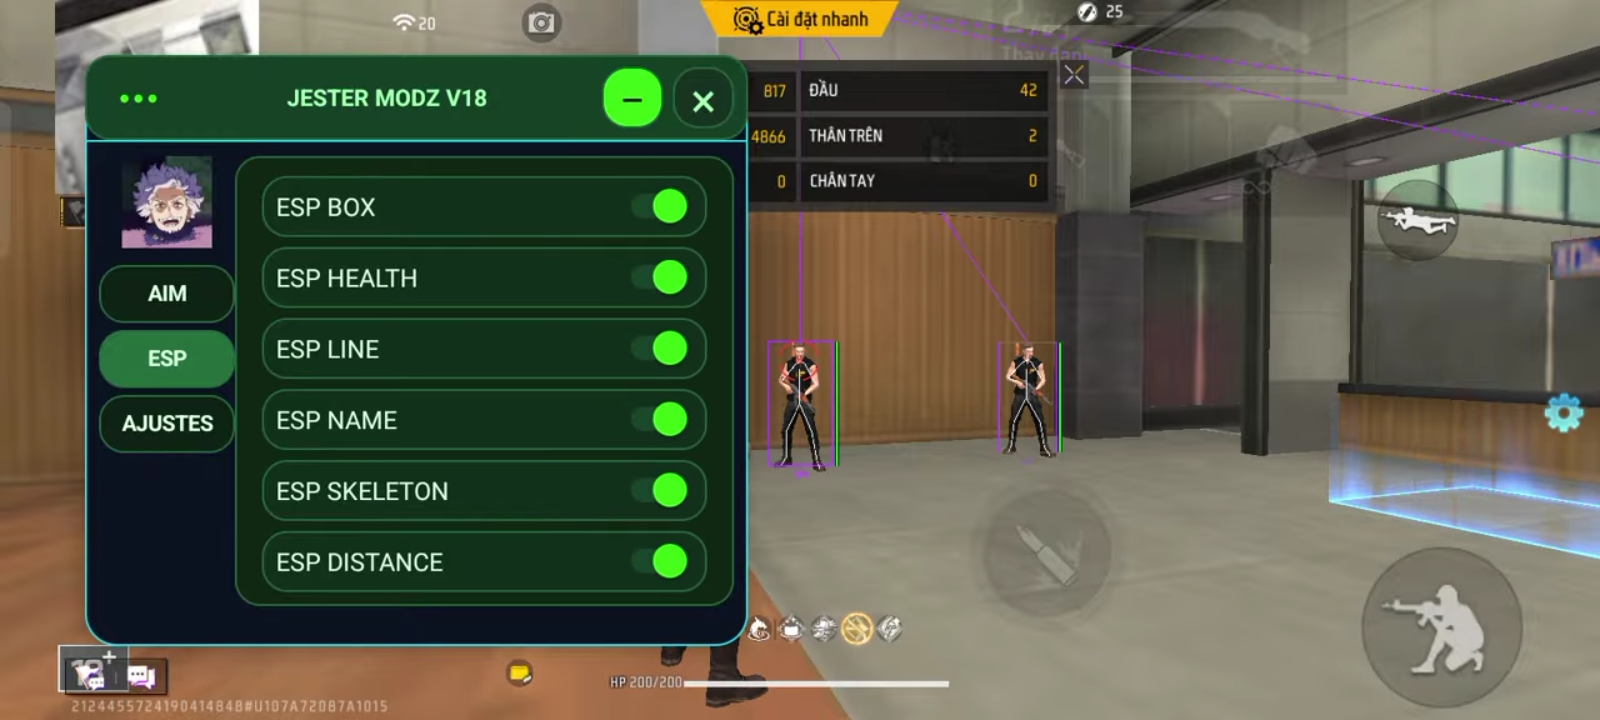 20
Cài đặt nhanh
25
JESTER MODZ V18
817
ĐẦU
42
4866
THÂN TRÊN
2
0
CHÂN TAY
0
ESP BOX
ESP HEALTH
AIM
ESP LINE
ESP
ESP NAME
AJUSTES
ESP SKELETON
ESP DISTANCE
HP 200/200